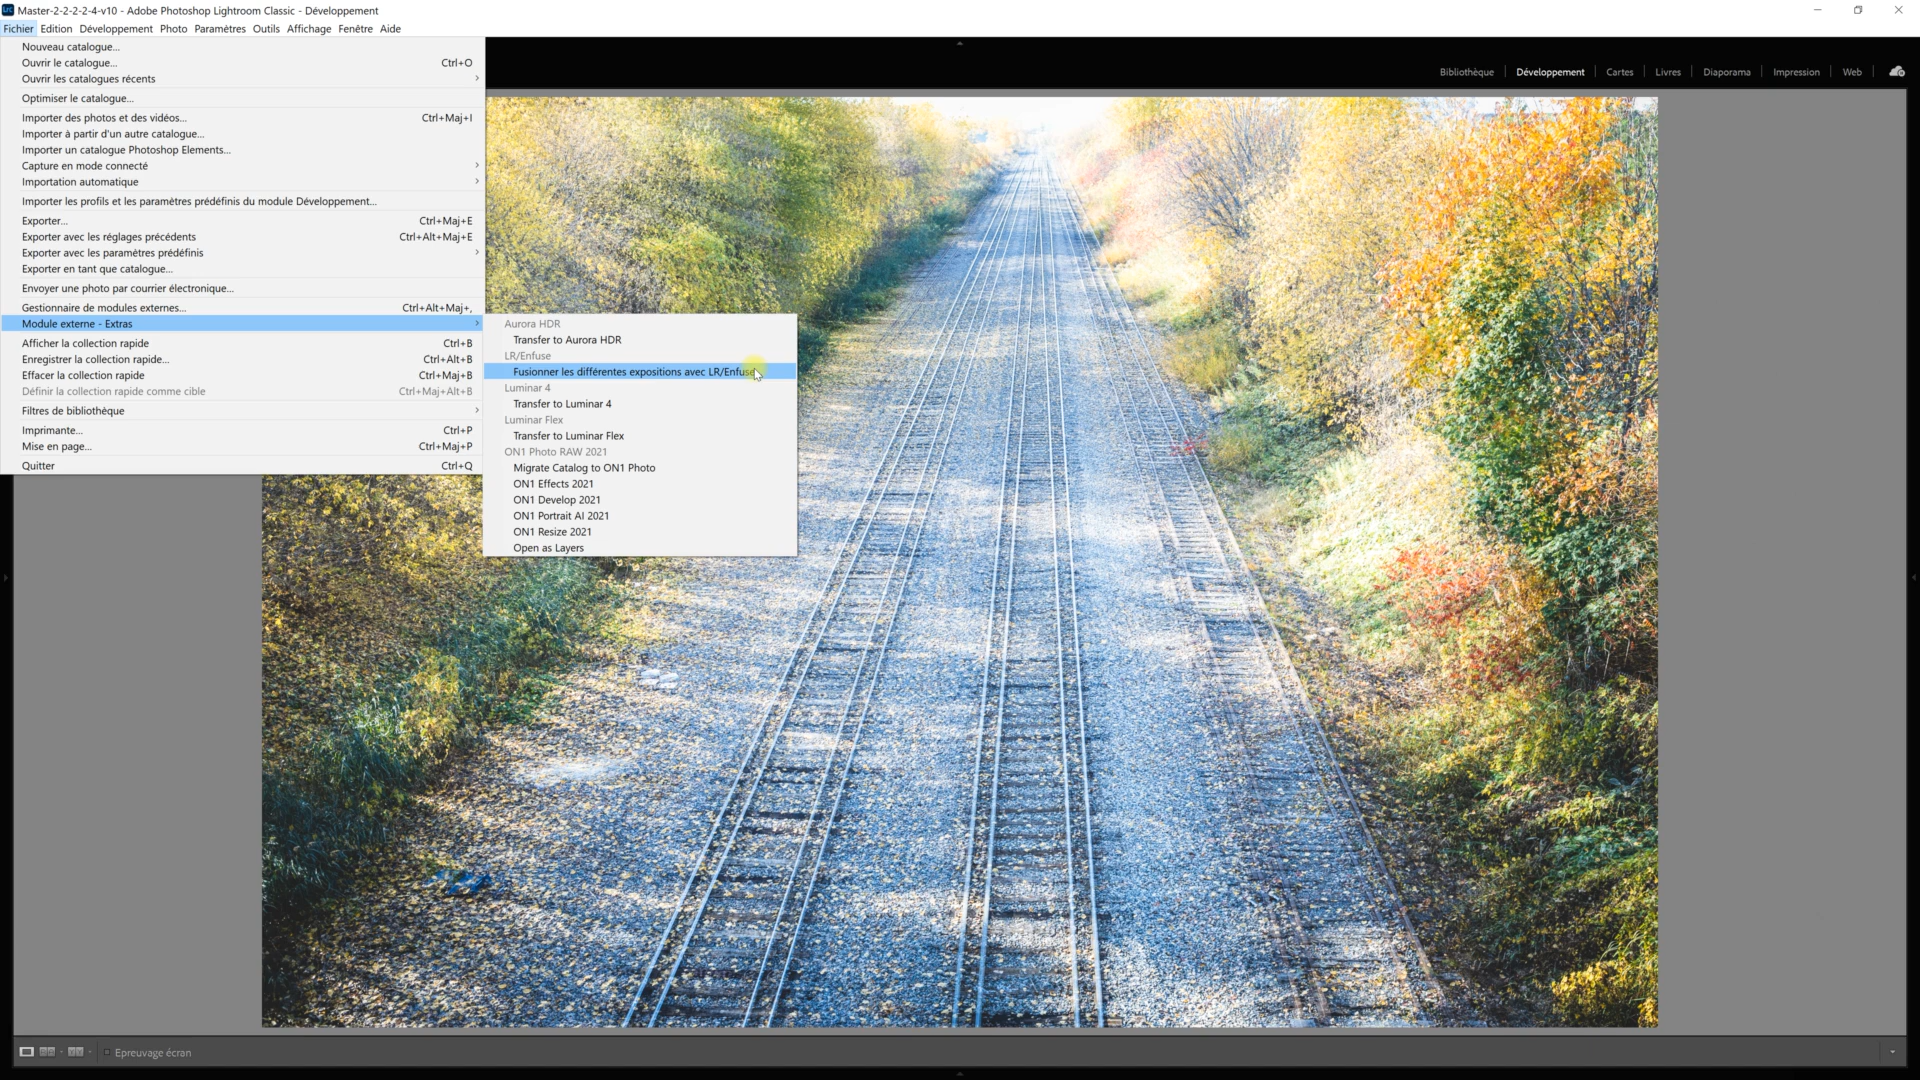 LrC Master-2-2-2-2-4-v10 - Adobe Photoshop Lightroom Classic - Développement
Fichier Edition Développement Photo Paramètres Outils Affichage Fenêtre Aide
Nouveau catalogue...
Ouvrir le catalogue... Ctrl+O
Ouvrir les catalogues récents
Optimiser le catalogue...
Importer des photos et des vidéos... Ctrl+Maj+I
Importer à partir d'un autre catalogue...
Importer un catalogue Photoshop Elements...
Capture en mode connecté
Importation automatique
Importer les profils et les paramètres prédéfinis du module Développement...
Exporter... Ctrl+Maj+E
Exporter avec les réglages précédents Ctrl+Alt+Maj+E
Exporter avec les paramètres prédéfinis
Exporter en tant que catalogue...
Envoyer une photo par courrier électronique...
Gestionnaire de modules externes... Ctrl+Alt+Maj+,
Module externe - Extras
Afficher la collection rapide Ctrl+B
Enregistrer la collection rapide... Ctrl+Alt+B
Effacer la collection rapide Ctrl+Maj+B
Définir la collection rapide comme cible Ctrl+Maj+Alt+B
Filtres de bibliothèque
Imprimante... Ctrl+P
Mise en page... Ctrl+Maj+P
Quitter Ctrl+Q
Aurora HDR
Transfer to Aurora HDR
LR/Enfuse
Fusionner les différentes expositions avec LR/Enfuse
Luminar 4
Transfer to Luminar 4
Luminar Flex
Transfer to Luminar Flex
ON1 Photo RAW 2021
Migrate Catalog to ON1 Photo
ON1 Effects 2021
ON1 Develop 2021
ON1 Portrait AI 2021
ON1 Resize 2021
Open as Layers
Bibliothèque Développement Cartes Livres Diaporama Impression Web
Epreuvage écran